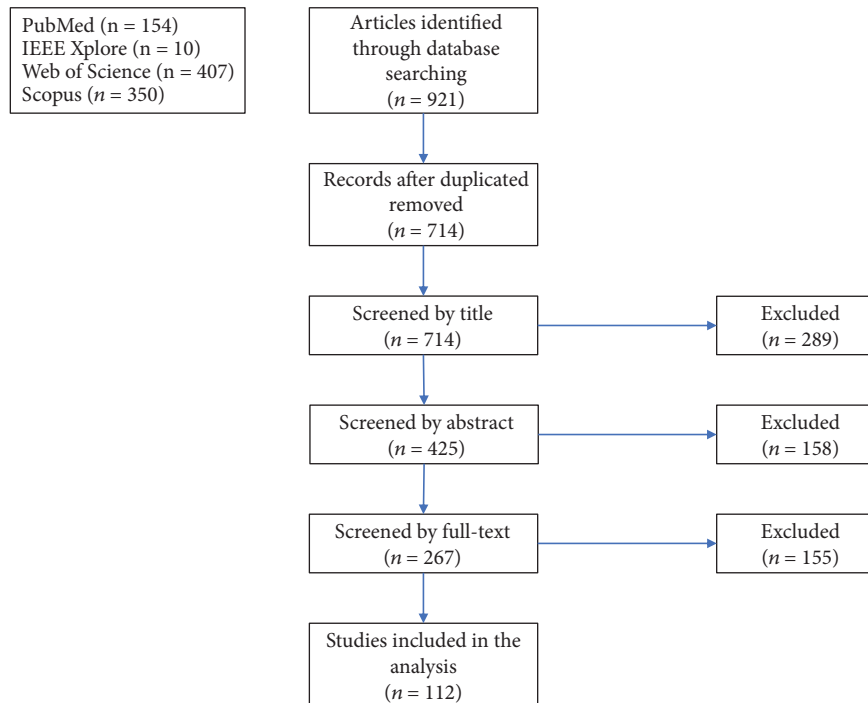 PubMed (n = 154)
IEEE Xplore (n = 10)
Web of Science (n = 407)
Scopus (n = 350)
Articles identified
through database
searching
(n = 921)
Records after duplicated
removed
(n = 714)
Screened by title
(n = 714)
Excluded
(n = 289)
Screened by abstract
(n = 425)
Excluded
(n = 158)
Screened by full-text
(n = 267)
Excluded
(n = 155)
Studies included in the
analysis
(n = 112)